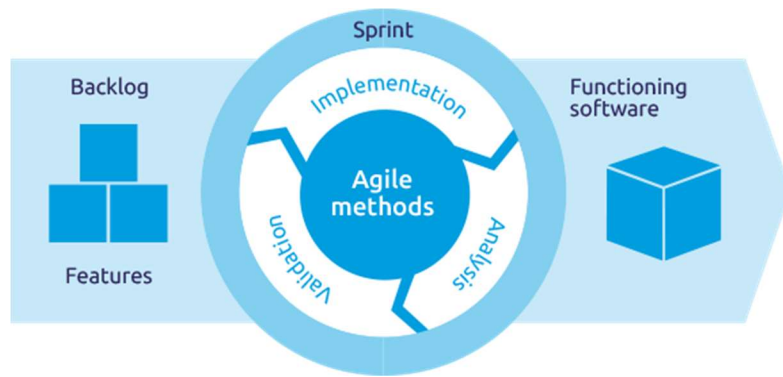 Sprint
Backlog
Features
Implementation
Analysis
Validation
Agile
methods
Functioning
software